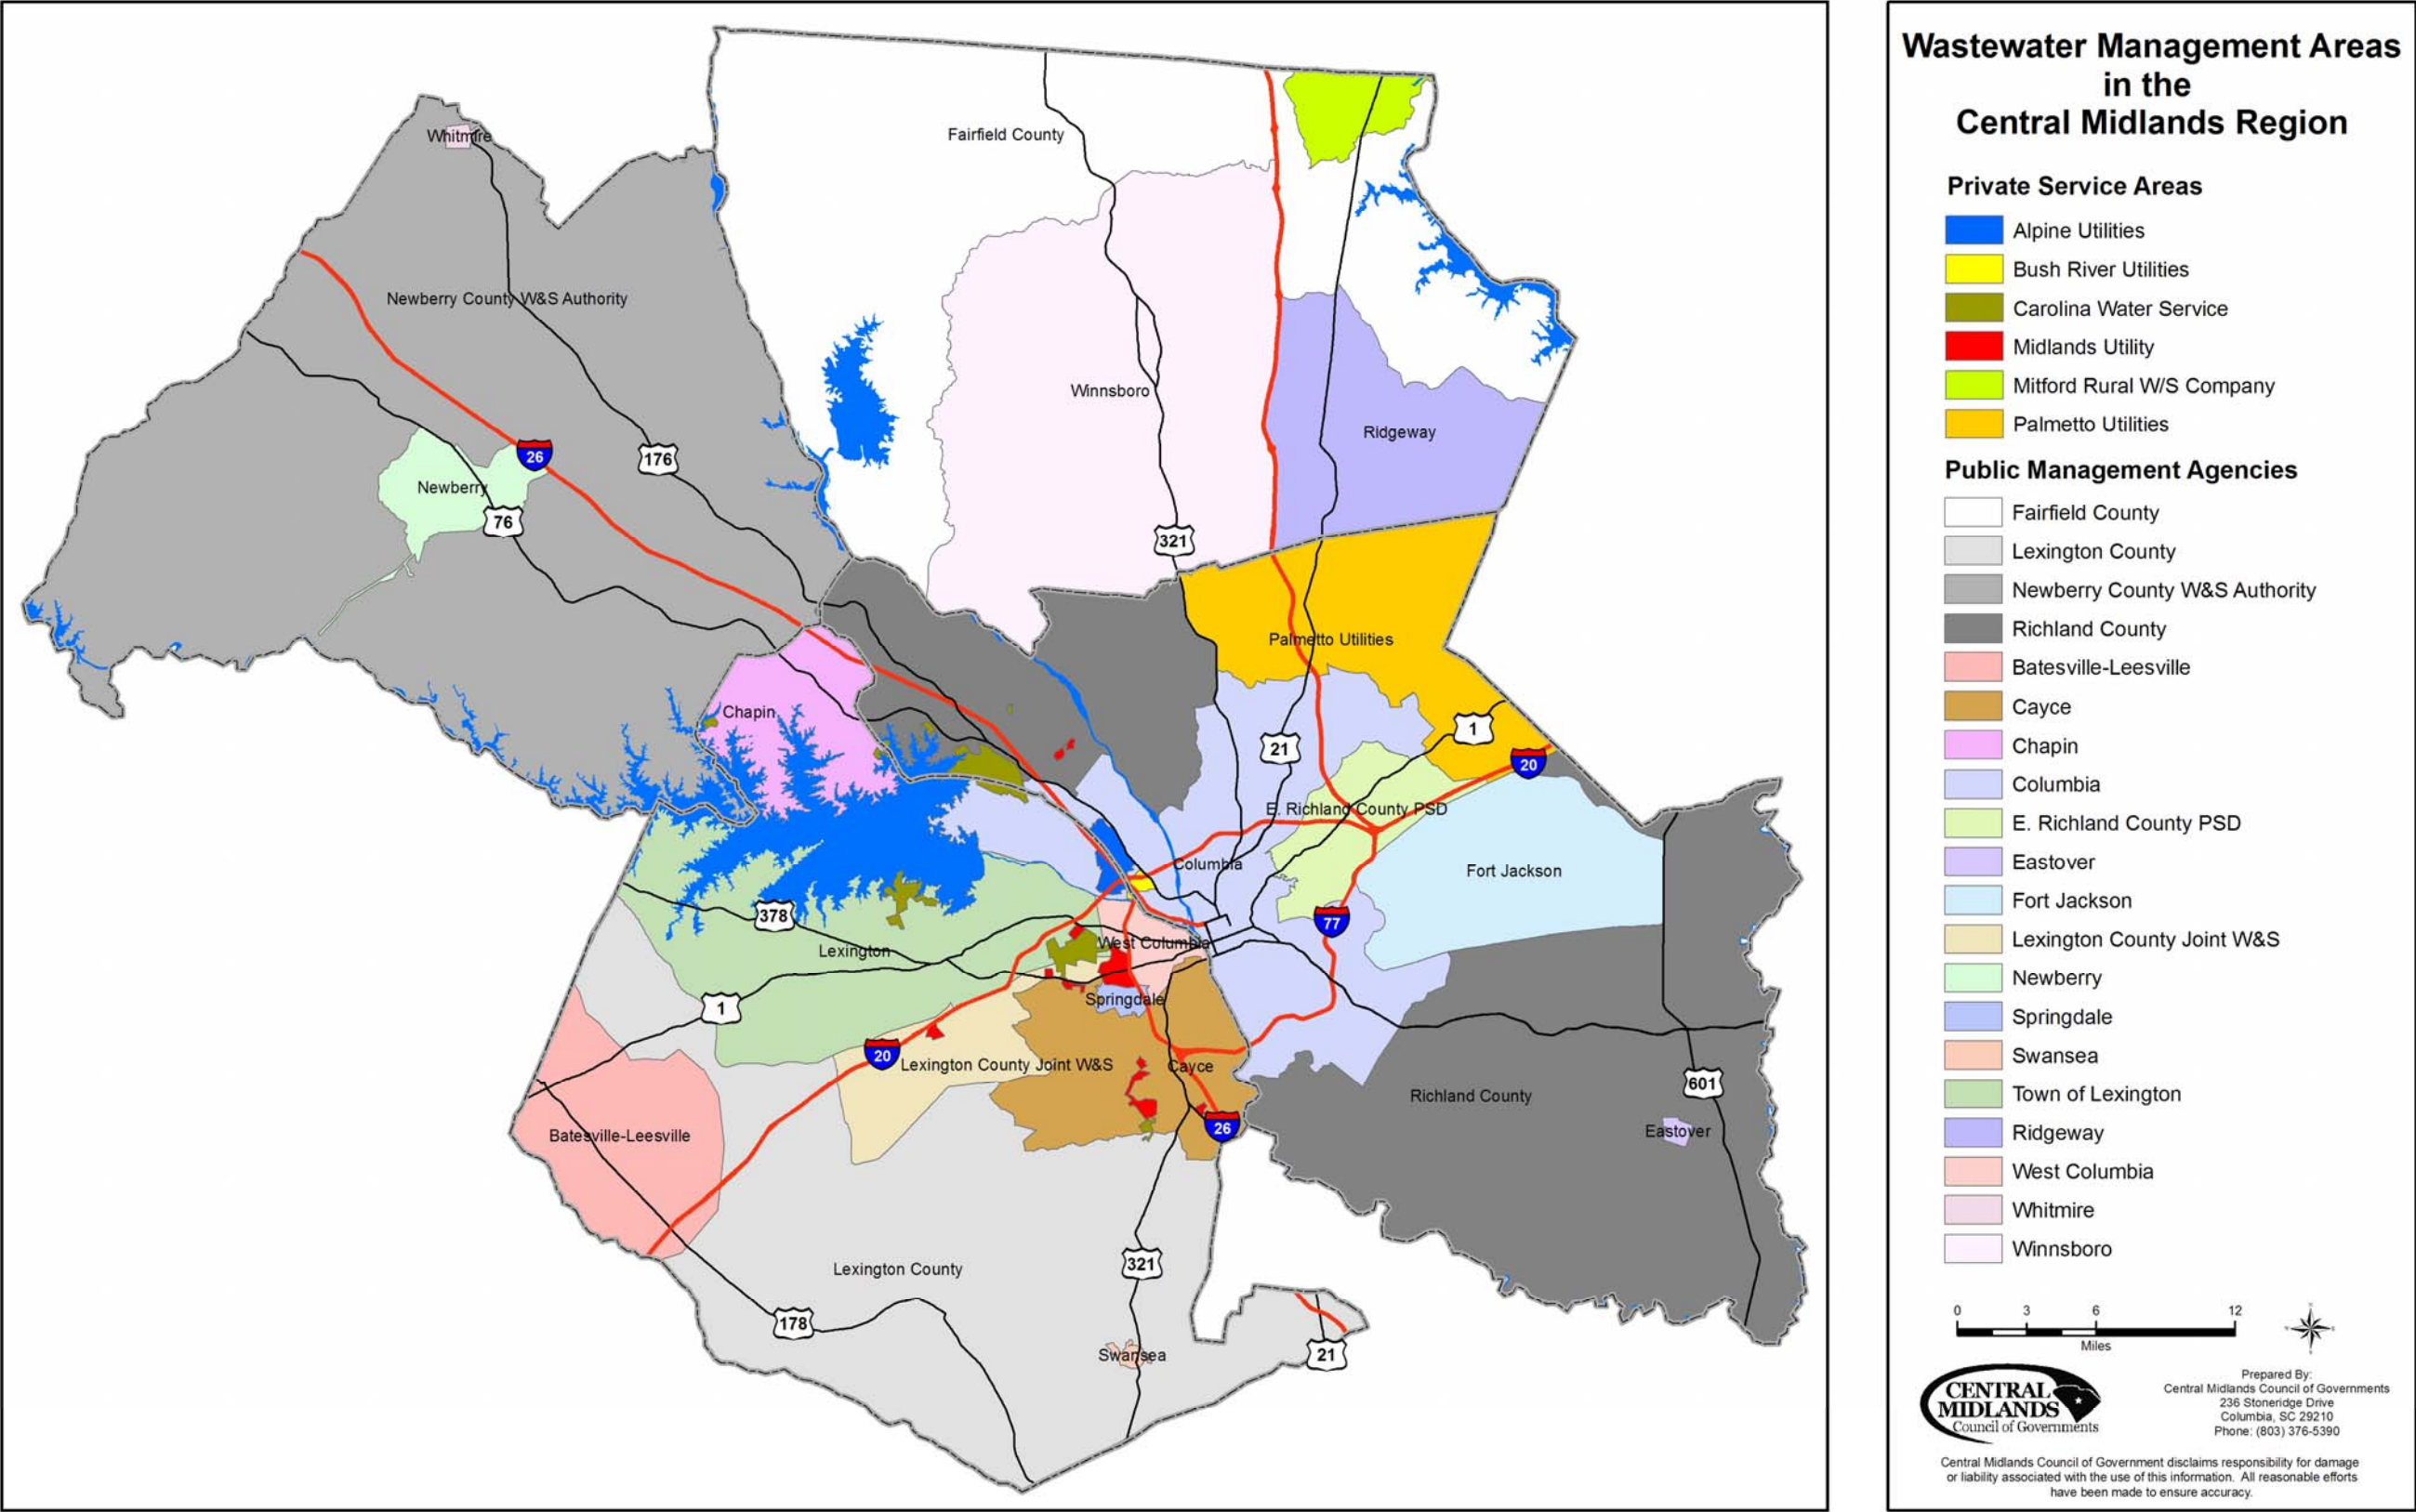 Wastewater Management Areas
in the
Central Midlands Region
Private Service Areas
Alpine Utilities
Bush River Utilities
Carolina Water Service
Midlands Utility
Mitford Rural W/S Company
Palmetto Utilities
Public Management Agencies
Fairfield County
Lexington County
Newberry County W&S Authority
Richland County
Batesville-Leesville
Cayce
Chapin
Columbia
E. Richland County PSD
Eastover
Fort Jackson
Lexington County Joint W&S
Newberry
Springdale
Swansea
Town of Lexington
Ridgeway
West Columbia
Whitmire
Winnsboro
0 3 6 12
Miles
CENTRAL
MIDLANDS
Council of Governments
Prepared By:
Central Midlands Council of Governments
236 Stoneridge Drive
Columbia, SC 29210
Phone: (803) 376-5390
Central Midlands Council of Government disclaims responsibility for damage
or liability associated with the use of this information. All reasonable efforts
have been made to ensure accuracy.
Whitmire
Fairfield County
Newberry County W&S Authority
Winnsboro
Ridgeway
26
176
Newberry
76
321
Palmetto Utilities
Chapin
1
21
20
E. Richland County PSD
Columbia
Fort Jackson
378
77
West Columbia
Lexington
Springdale
1
20
Lexington County Joint W&S
Cayce
601
Richland County
26
Eastover
Batesville-Leesville
321
Lexington County
178
Swansea
21